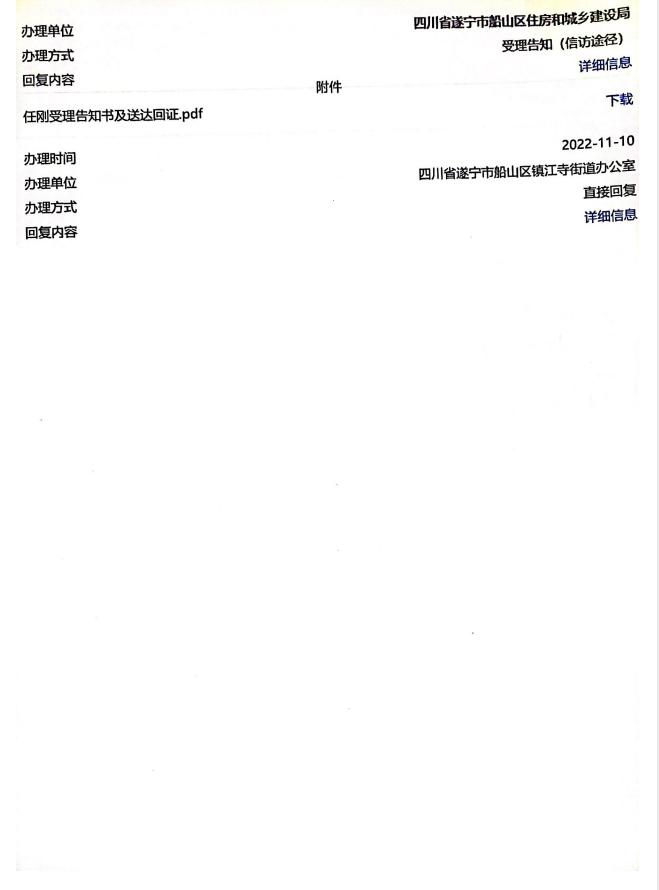 办理单位 四川省遂宁市船山区住房和城乡建设局
办理方式 受理告知（信访途径）
回复内容 详细信息
附件
任刚受理告知书及送达回证.pdf 下载
办理时间 2022-11-10
办理单位 四川省遂宁市船山区镇江寺街道办公室
办理方式 直接回复
回复内容 详细信息